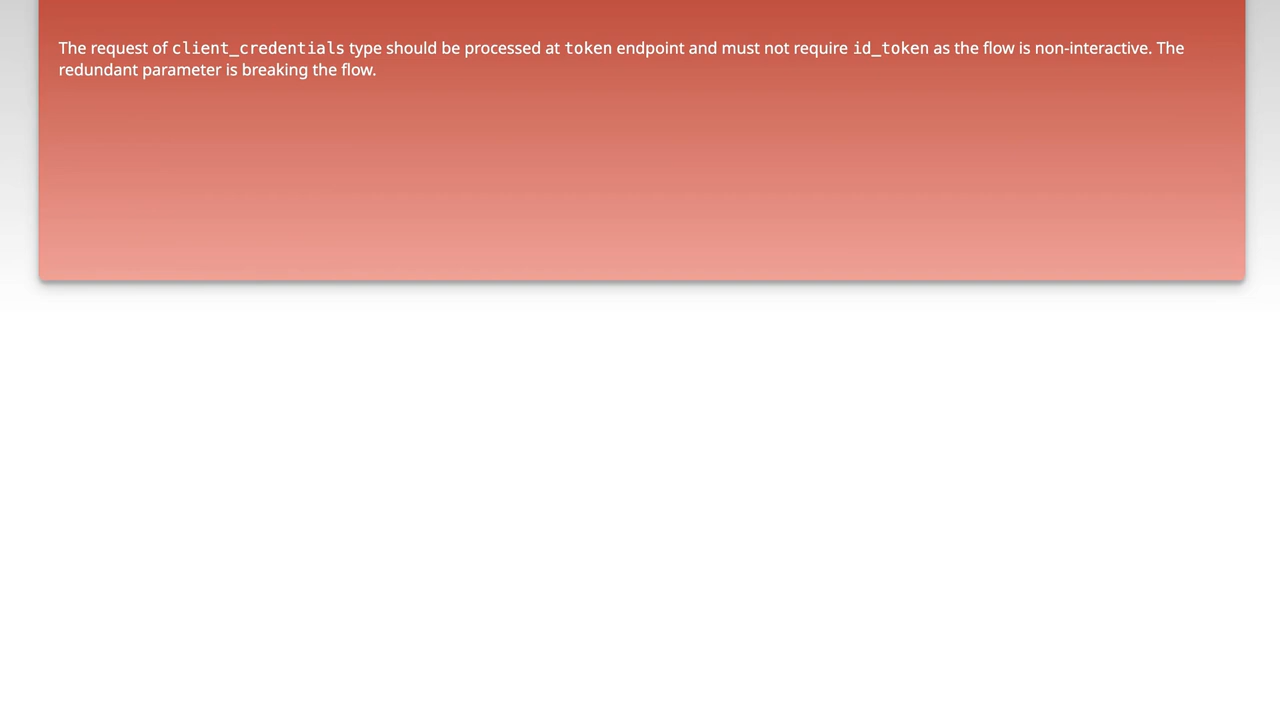 The request of client_credentials type should be processed at token endpoint and must not require id_token as the flow is non-interactive. The
redundant parameter is breaking the flow.